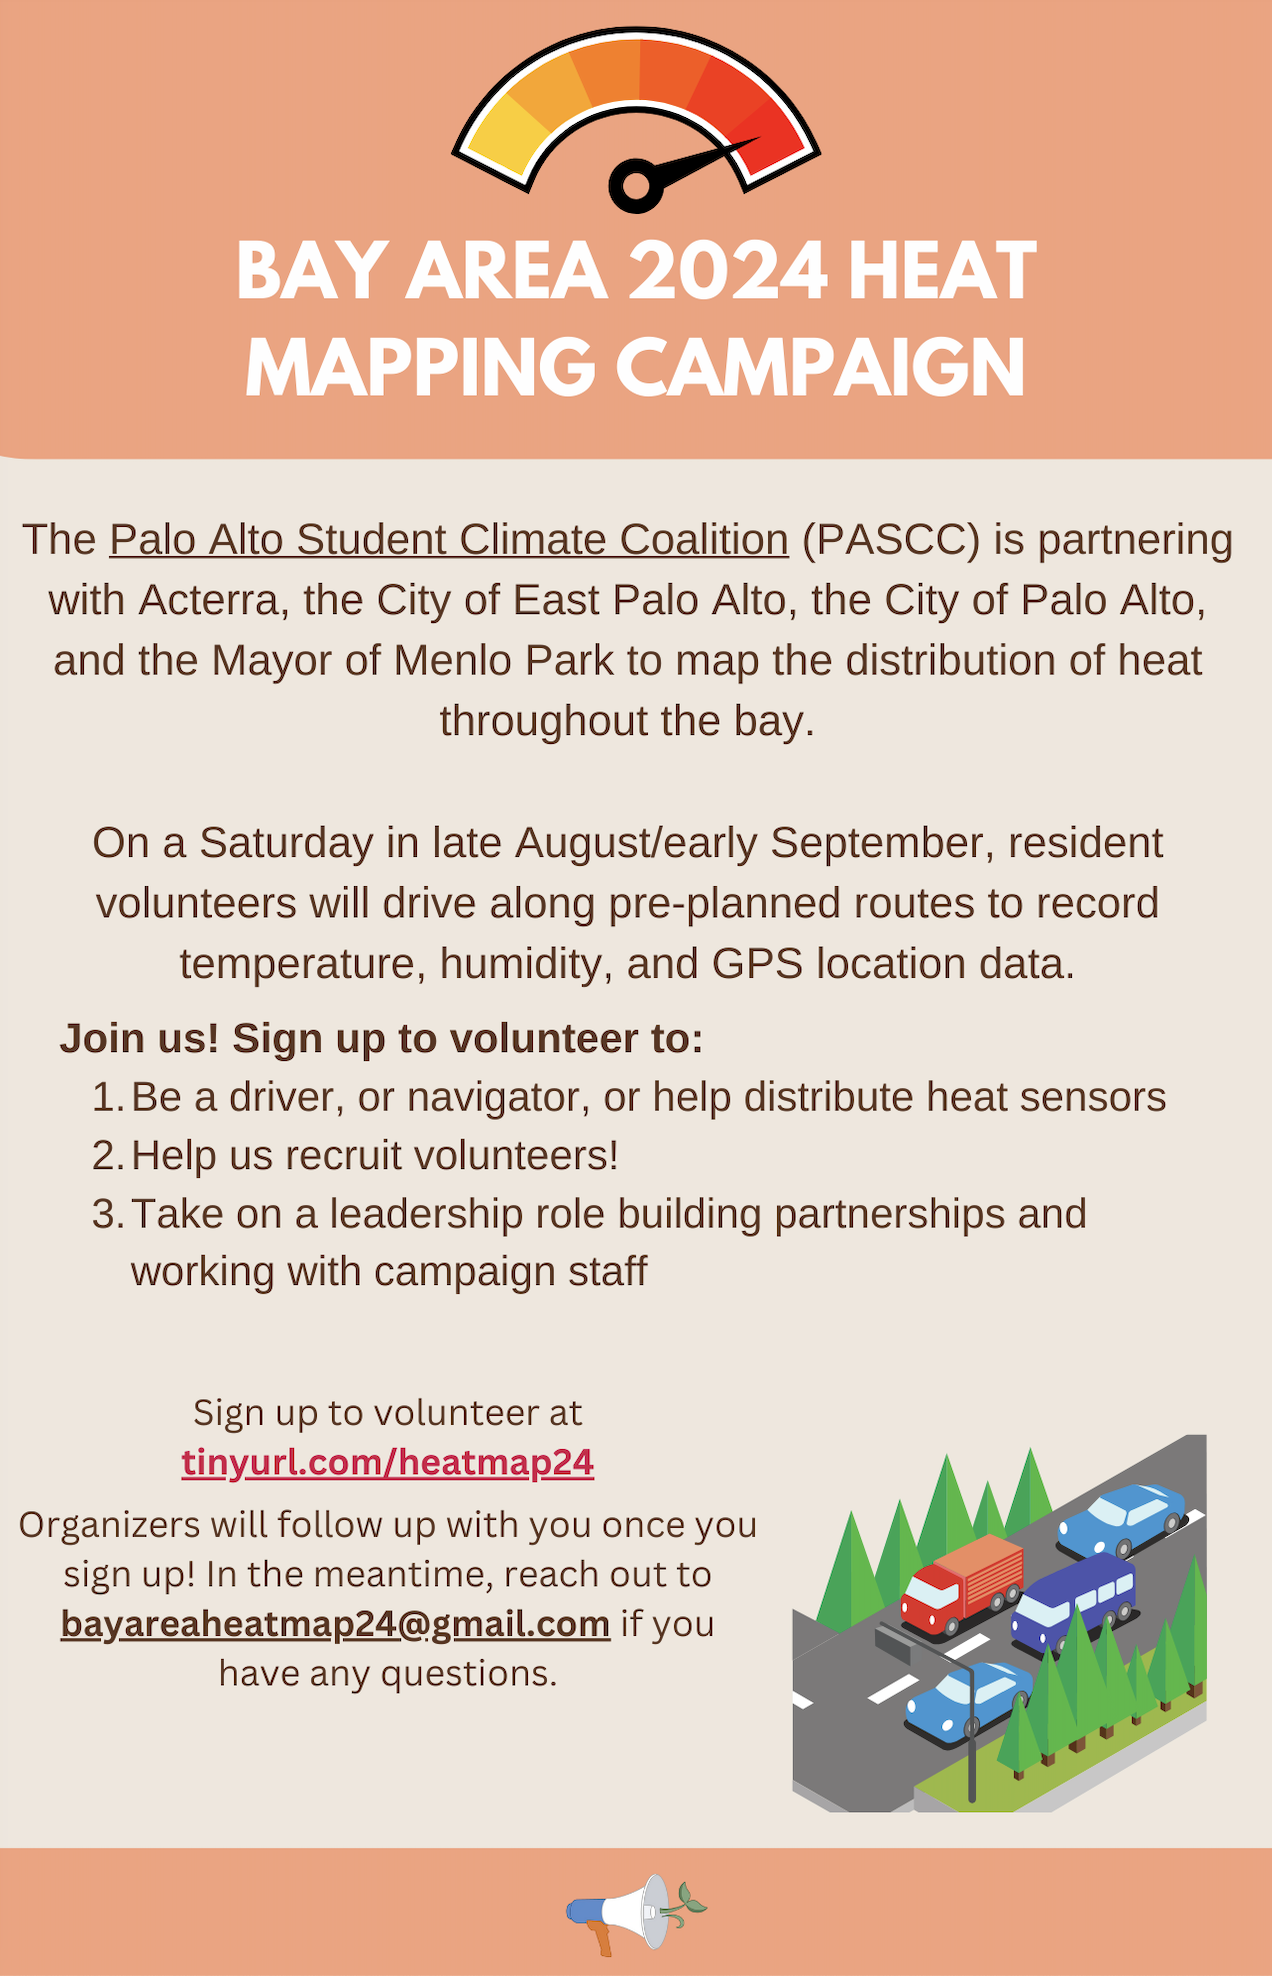 BAY AREA 2024 HEAT
MAPPING CAMPAIGN
The Palo Alto Student Climate Coalition (PASCC) is partnering
with Acterra, the City of East Palo Alto, the City of Palo Alto,
and the Mayor of Menlo Park to map the distribution of heat
throughout the bay.
On a Saturday in late August/early September, resident
volunteers will drive along pre-planned routes to record
temperature, humidity, and GPS location data.
Join us! Sign up to volunteer to:
1. Be a driver, or navigator, or help distribute heat sensors
2. Help us recruit volunteers!
3. Take on a leadership role building partnerships and
working with campaign staff
Sign up to volunteer at
tinyurl.com/heatmap24
Organizers will follow up with you once you
sign up! In the meantime, reach out to
bayareaheatmap24@gmail.com if you
have any questions.